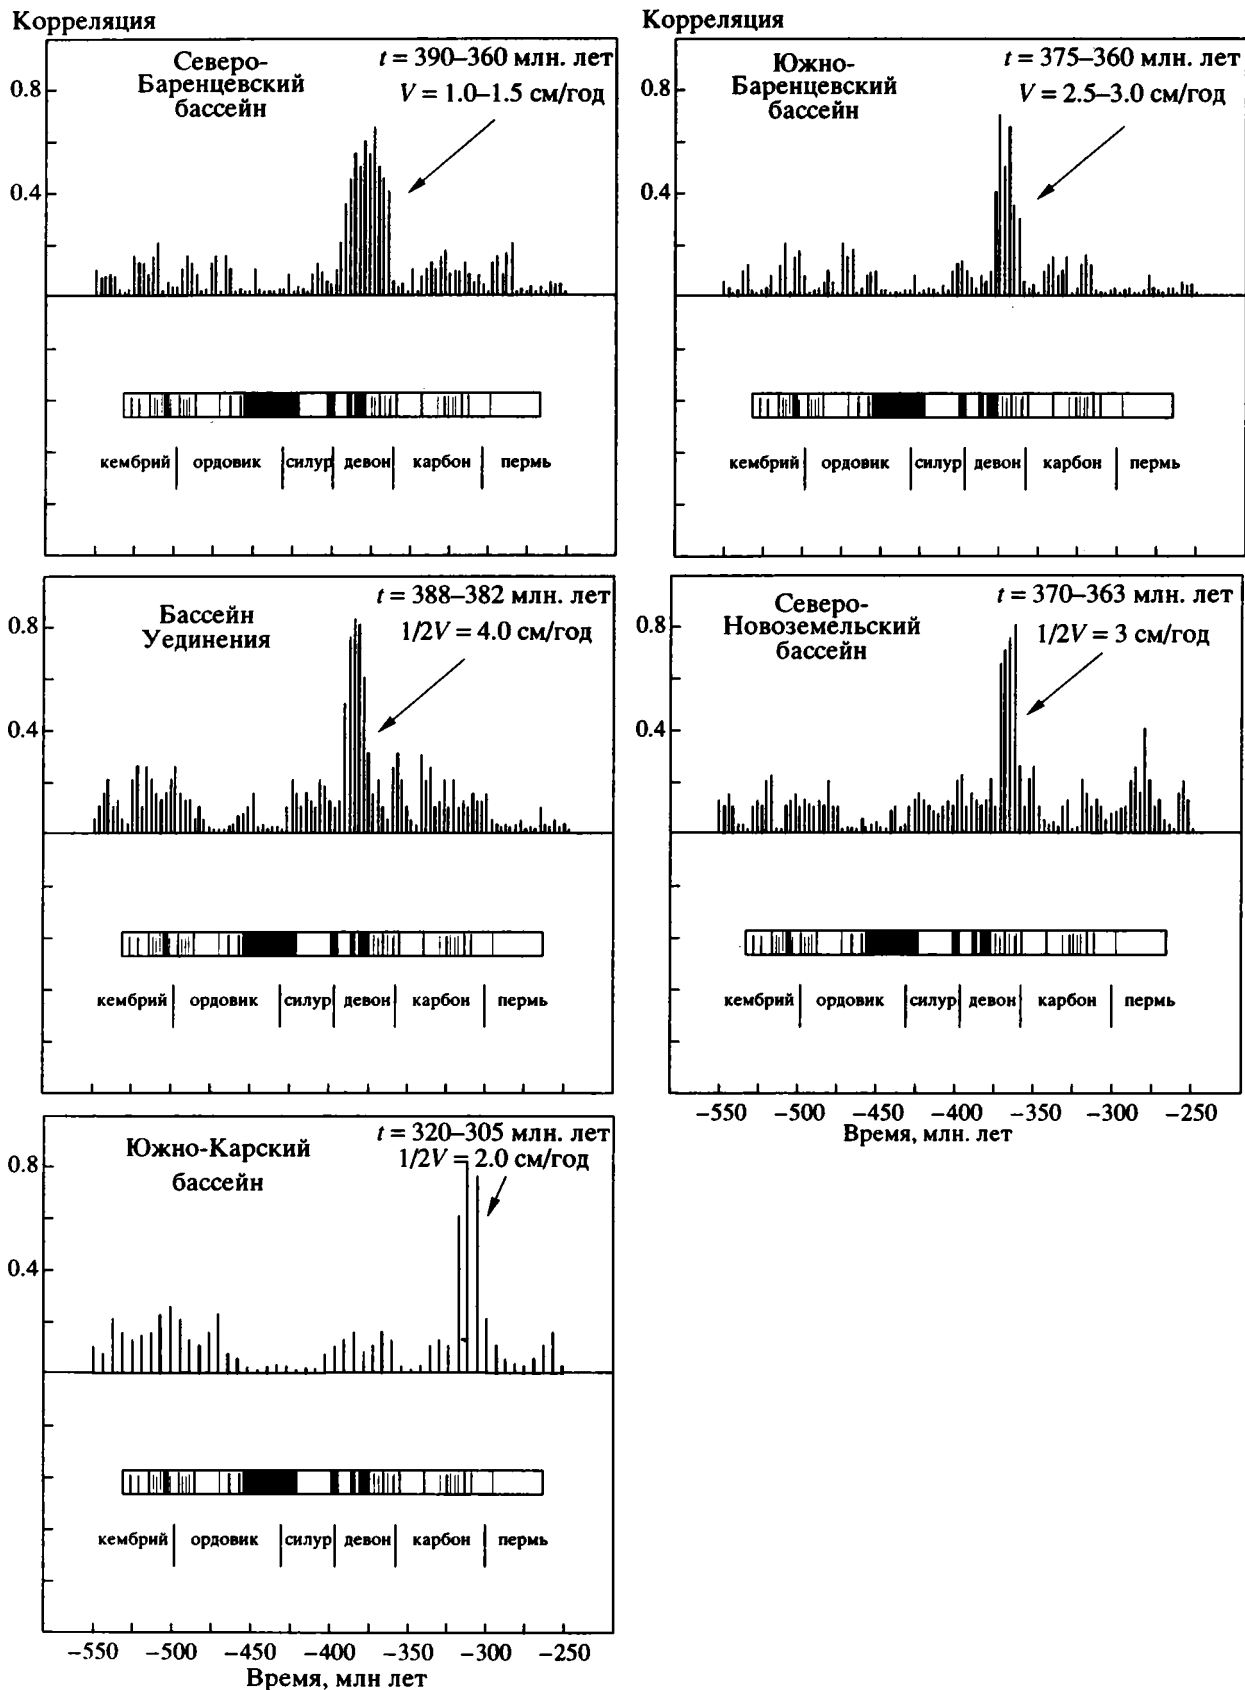 Корреляция
Северо-
Баренцевский
бассейн
t = 390–360 млн. лет
V = 1.0–1.5 см/год
0.8
0.4
кембрий ордовик силур девон карбон пермь
Корреляция
Южно-
Баренцевский
бассейн
t = 375–360 млн. лет
V = 2.5–3.0 см/год
0.8
0.4
кембрий ордовик силур девон карбон пермь
Бассейн
Уединения
t = 388–382 млн. лет
1/2V = 4.0 см/год
0.8
0.4
кембрий ордовик силур девон карбон пермь
Северо-
Новоземельский
бассейн
t = 370–363 млн. лет
1/2V = 3 см/год
0.8
0.4
кембрий ордовик силур девон карбон пермь
–550 –500 –450 –400 –350 –300 –250
Время, млн. лет
Южно-Карский
бассейн
t = 320–305 млн. лет
1/2V = 2.0 см/год
0.8
0.4
кембрий ордовик силур девон карбон пермь
–550 –500 –450 –400 –350 –300 –250
Время, млн лет